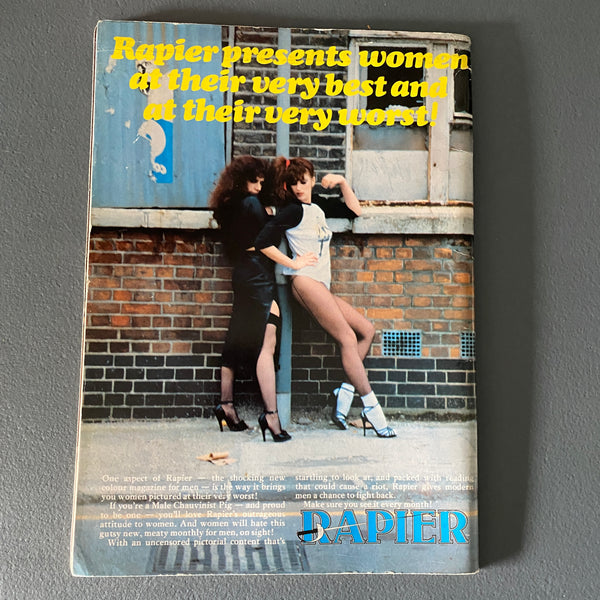 Rapier presents women
at their very best and
at their very worst!
One aspect of Rapier — the shocking new
colour magazine for men — is the way it brings
you women pictured at their very worst!
If you're a Male Chauvinist Pig — and proud
to be one — you'll love Rapier's outrageous
attitude to women. And women will hate this
gutsy new, meaty monthly for men, on sight!
With an uncensored pictorial content that's
startling to look at, and packed with reading
that could cause a riot, Rapier gives modern
men a chance to fight back.
Make sure you see it every month!
RAPIER